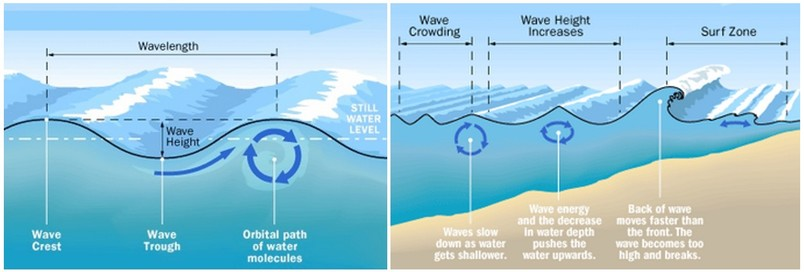 Wavelength
Wave
Height
STILL
WATER
LEVEL
Wave
Crest
Wave
Trough
Orbital path
of water
molecules
Wave
Crowding
Wave Height
Increases
Surf Zone
Waves slow
down as water
gets shallower.
Wave energy
and the decrease
in water depth
pushes the
water upwards.
Back of wave
moves faster than
the front. The
wave becomes too
high and breaks.